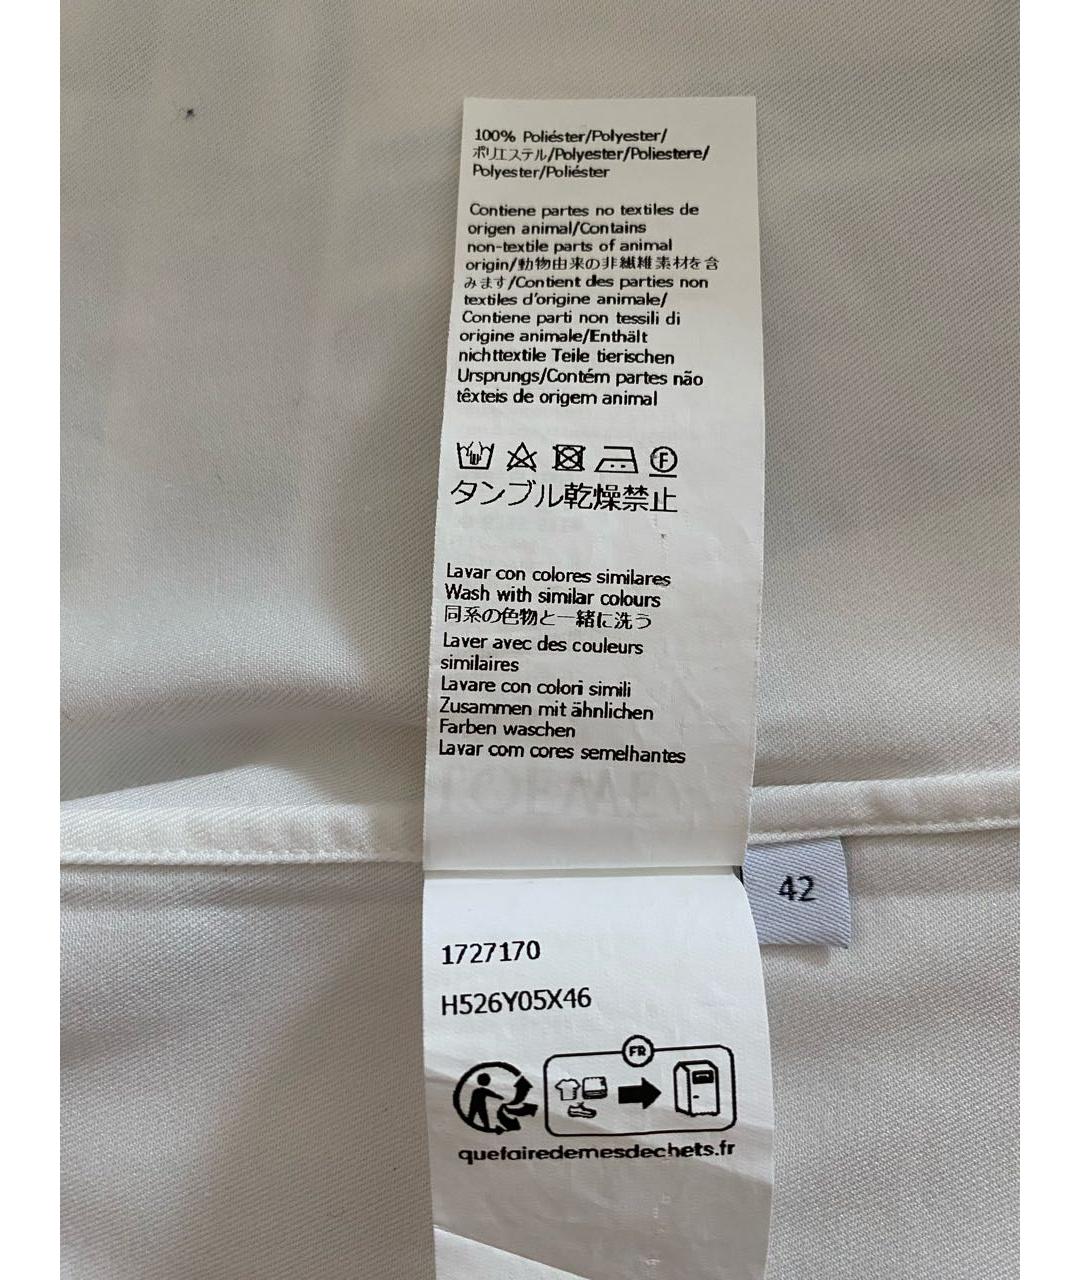 100% Poliéster/Polyester/
ポリエステル/Polyester/Poliestere/
Polyester/Poliéster
Contiene partes no textiles de
origen animal/Contains
non-textile parts of animal
origin/動物由来の非繊維素材を含
みます/Contient des parties non
textiles d'origine animale/
Contiene parti non tessili di
origine animale/Enthält
nichttextile Teile tierischen
Ursprungs/Contém partes não
têxteis de origem animal
F
タンブル乾燥禁止
Lavar con colores similares
Wash with similar colours
同系の色物と一緒に洗う
Laver avec des couleurs
similaires
Lavare con colori simili
Zusammen mit ähnlichen
Farben waschen
Lavar com cores semelhantes
42
1727170
H526Y05X46
FR
quefairedemesdechets.fr